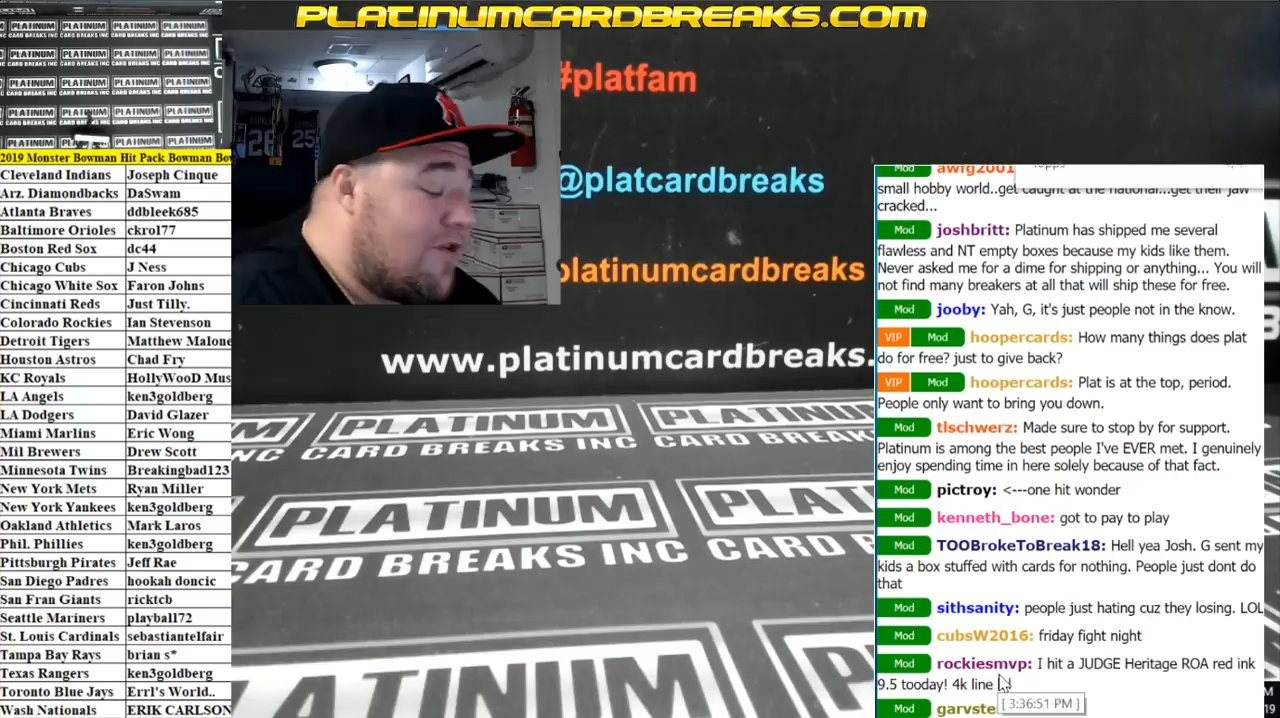 PLATINUMCARDBREAKS.COM
#platfam
@platcardbreaks
platinumcardbreaks
www.platinumcardbreaks.
PLATINUM
CARD BREAKS INC
2019 Monster Bowman Hit Pack Bowman Bow
Cleveland Indians Joseph Cinque
Arz. Diamondbacks DaSwam
Atlanta Braves ddbleek685
Baltimore Orioles ckrol77
Boston Red Sox dc44
Chicago Cubs J Ness
Chicago White Sox Faron Johns
Cincinnati Reds Just Tilly.
Colorado Rockies Ian Stevenson
Detroit Tigers Matthew Malone
Houston Astros Chad Fry
KC Royals HollyWooD Mus
LA Angels ken3goldberg
LA Dodgers David Glazer
Miami Marlins Eric Wong
Mil Brewers Drew Scott
Minnesota Twins Breakingbad123
New York Mets Ryan Miller
New York Yankees ken3goldberg
Oakland Athletics Mark Laros
Phil. Phillies ken3goldberg
Pittsburgh Pirates Jeff Rae
San Diego Padres hookah doncic
San Fran Giants ricktcb
Seattle Mariners playball72
St. Louis Cardinals sebastiantelfair
Tampa Bay Rays brian s*
Texas Rangers ken3goldberg
Toronto Blue Jays Errl's World..
Wash Nationals ERIK CARLSON
Mod awfg2001
small hobby world..get caught at the national...get their jaw
cracked...
Mod joshbritt: Platinum has shipped me several
flawless and NT empty boxes because my kids like them.
Never asked me for a dime for shipping or anything... You will
not find many breakers at all that will ship these for free.
Mod jooby: Yah, G, it's just people not in the know.
VIP Mod hoopercards: How many things does plat
do for free? just to give back?
VIP Mod hoopercards: Plat is at the top, period.
People only want to bring you down.
Mod tlschwerz: Made sure to stop by for support.
Platinum is among the best people I've EVER met. I genuinely
enjoy spending time in here solely because of that fact.
Mod pictroy: <---one hit wonder
Mod kenneth_bone: got to pay to play
Mod TOOBrokeToBreak18: Hell yea Josh. G sent my
kids a box stuffed with cards for nothing. People just dont do
that
Mod sithsanity: people just hating cuz they losing. LOL
Mod cubsW2016: friday fight night
Mod rockiesmvp: I hit a JUDGE Heritage ROA red ink
9.5 tooday! 4k line
[ 3:36:51 PM ]
Mod garvste